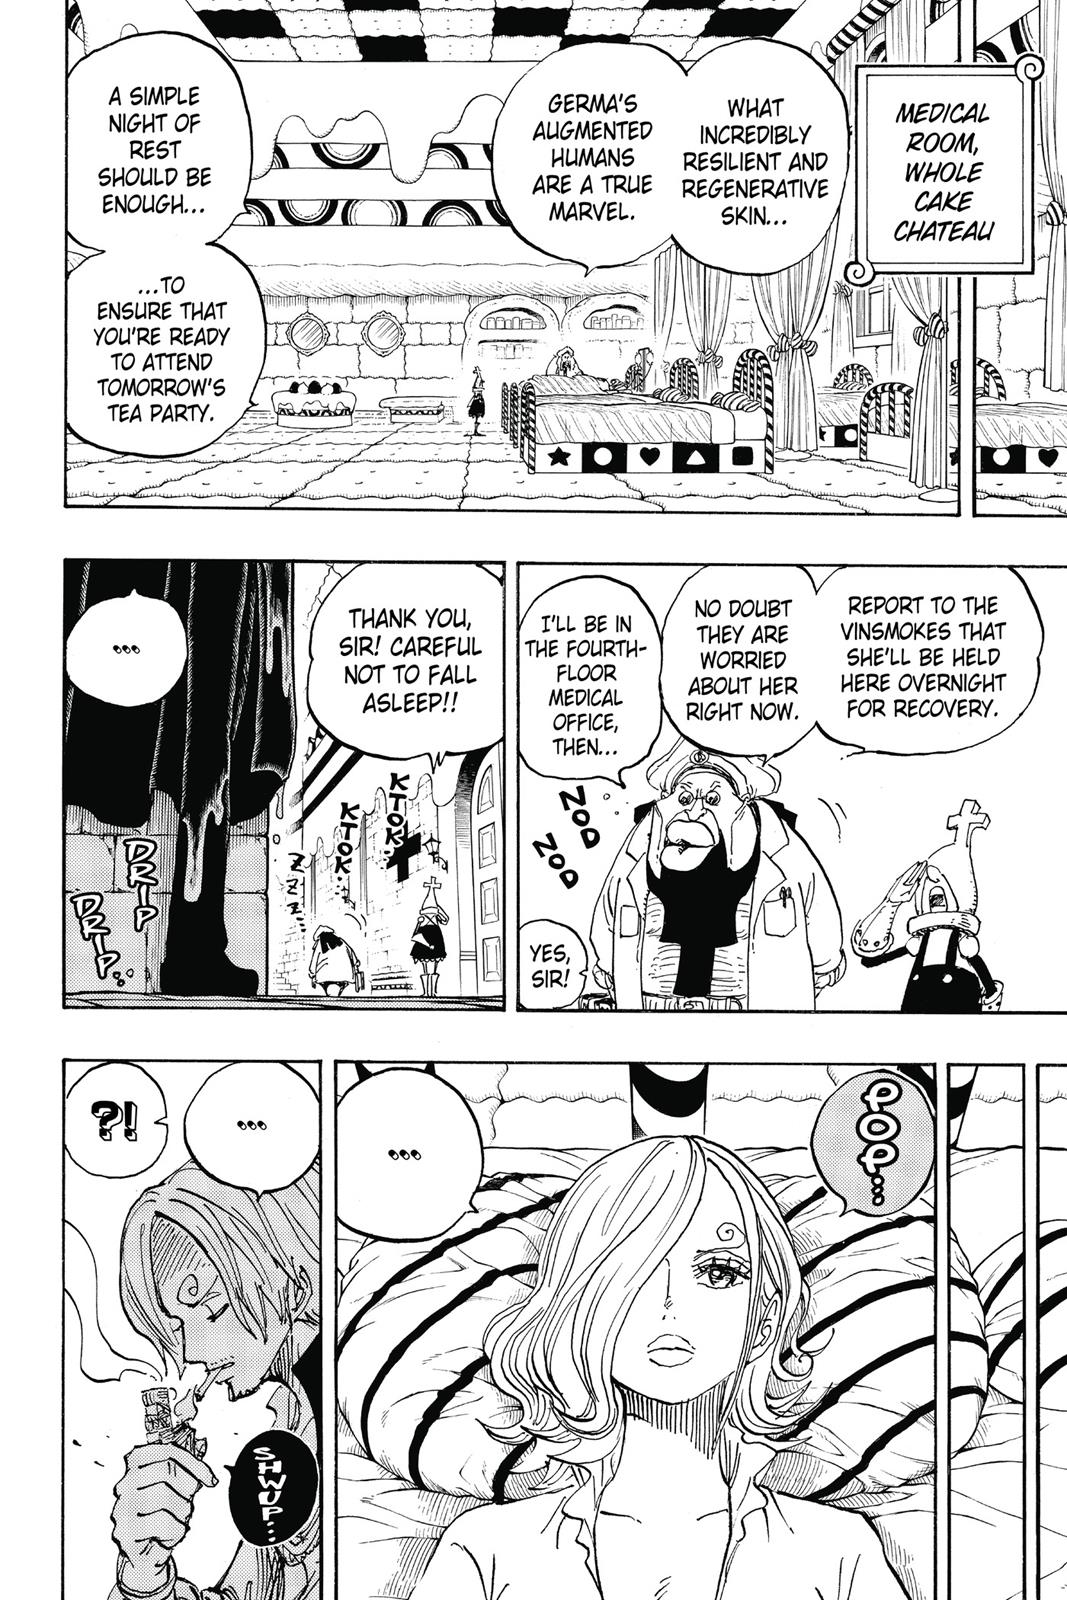 MEDICAL
ROOM,
WHOLE
CAKE
CHATEAU
WHAT
INCREDIBLY
RESILIENT AND
REGENERATIVE
SKIN...
GERMA'S
AUGMENTED
HUMANS
ARE A TRUE
MARVEL.
A SIMPLE
NIGHT OF
REST
SHOULD BE
ENOUGH...
...TO
ENSURE THAT
YOU'RE READY
TO ATTEND
TOMORROW'S
TEA PARTY.
REPORT TO THE
VINSMOKES THAT
SHE'LL BE HELD
HERE OVERNIGHT
FOR RECOVERY.
NO DOUBT
THEY ARE
WORRIED
ABOUT HER
RIGHT NOW.
I'LL BE IN
THE FOURTH-
FLOOR
MEDICAL
OFFICE,
THEN...
NOD
NOD
YES,
SIR!
THANK YOU,
SIR! CAREFUL
NOT TO FALL
ASLEEP!!
KTOK...
KTOK...
ZZZ...
...
DRIP
DRIP...
POP...
...
...
?!
SHWUP...